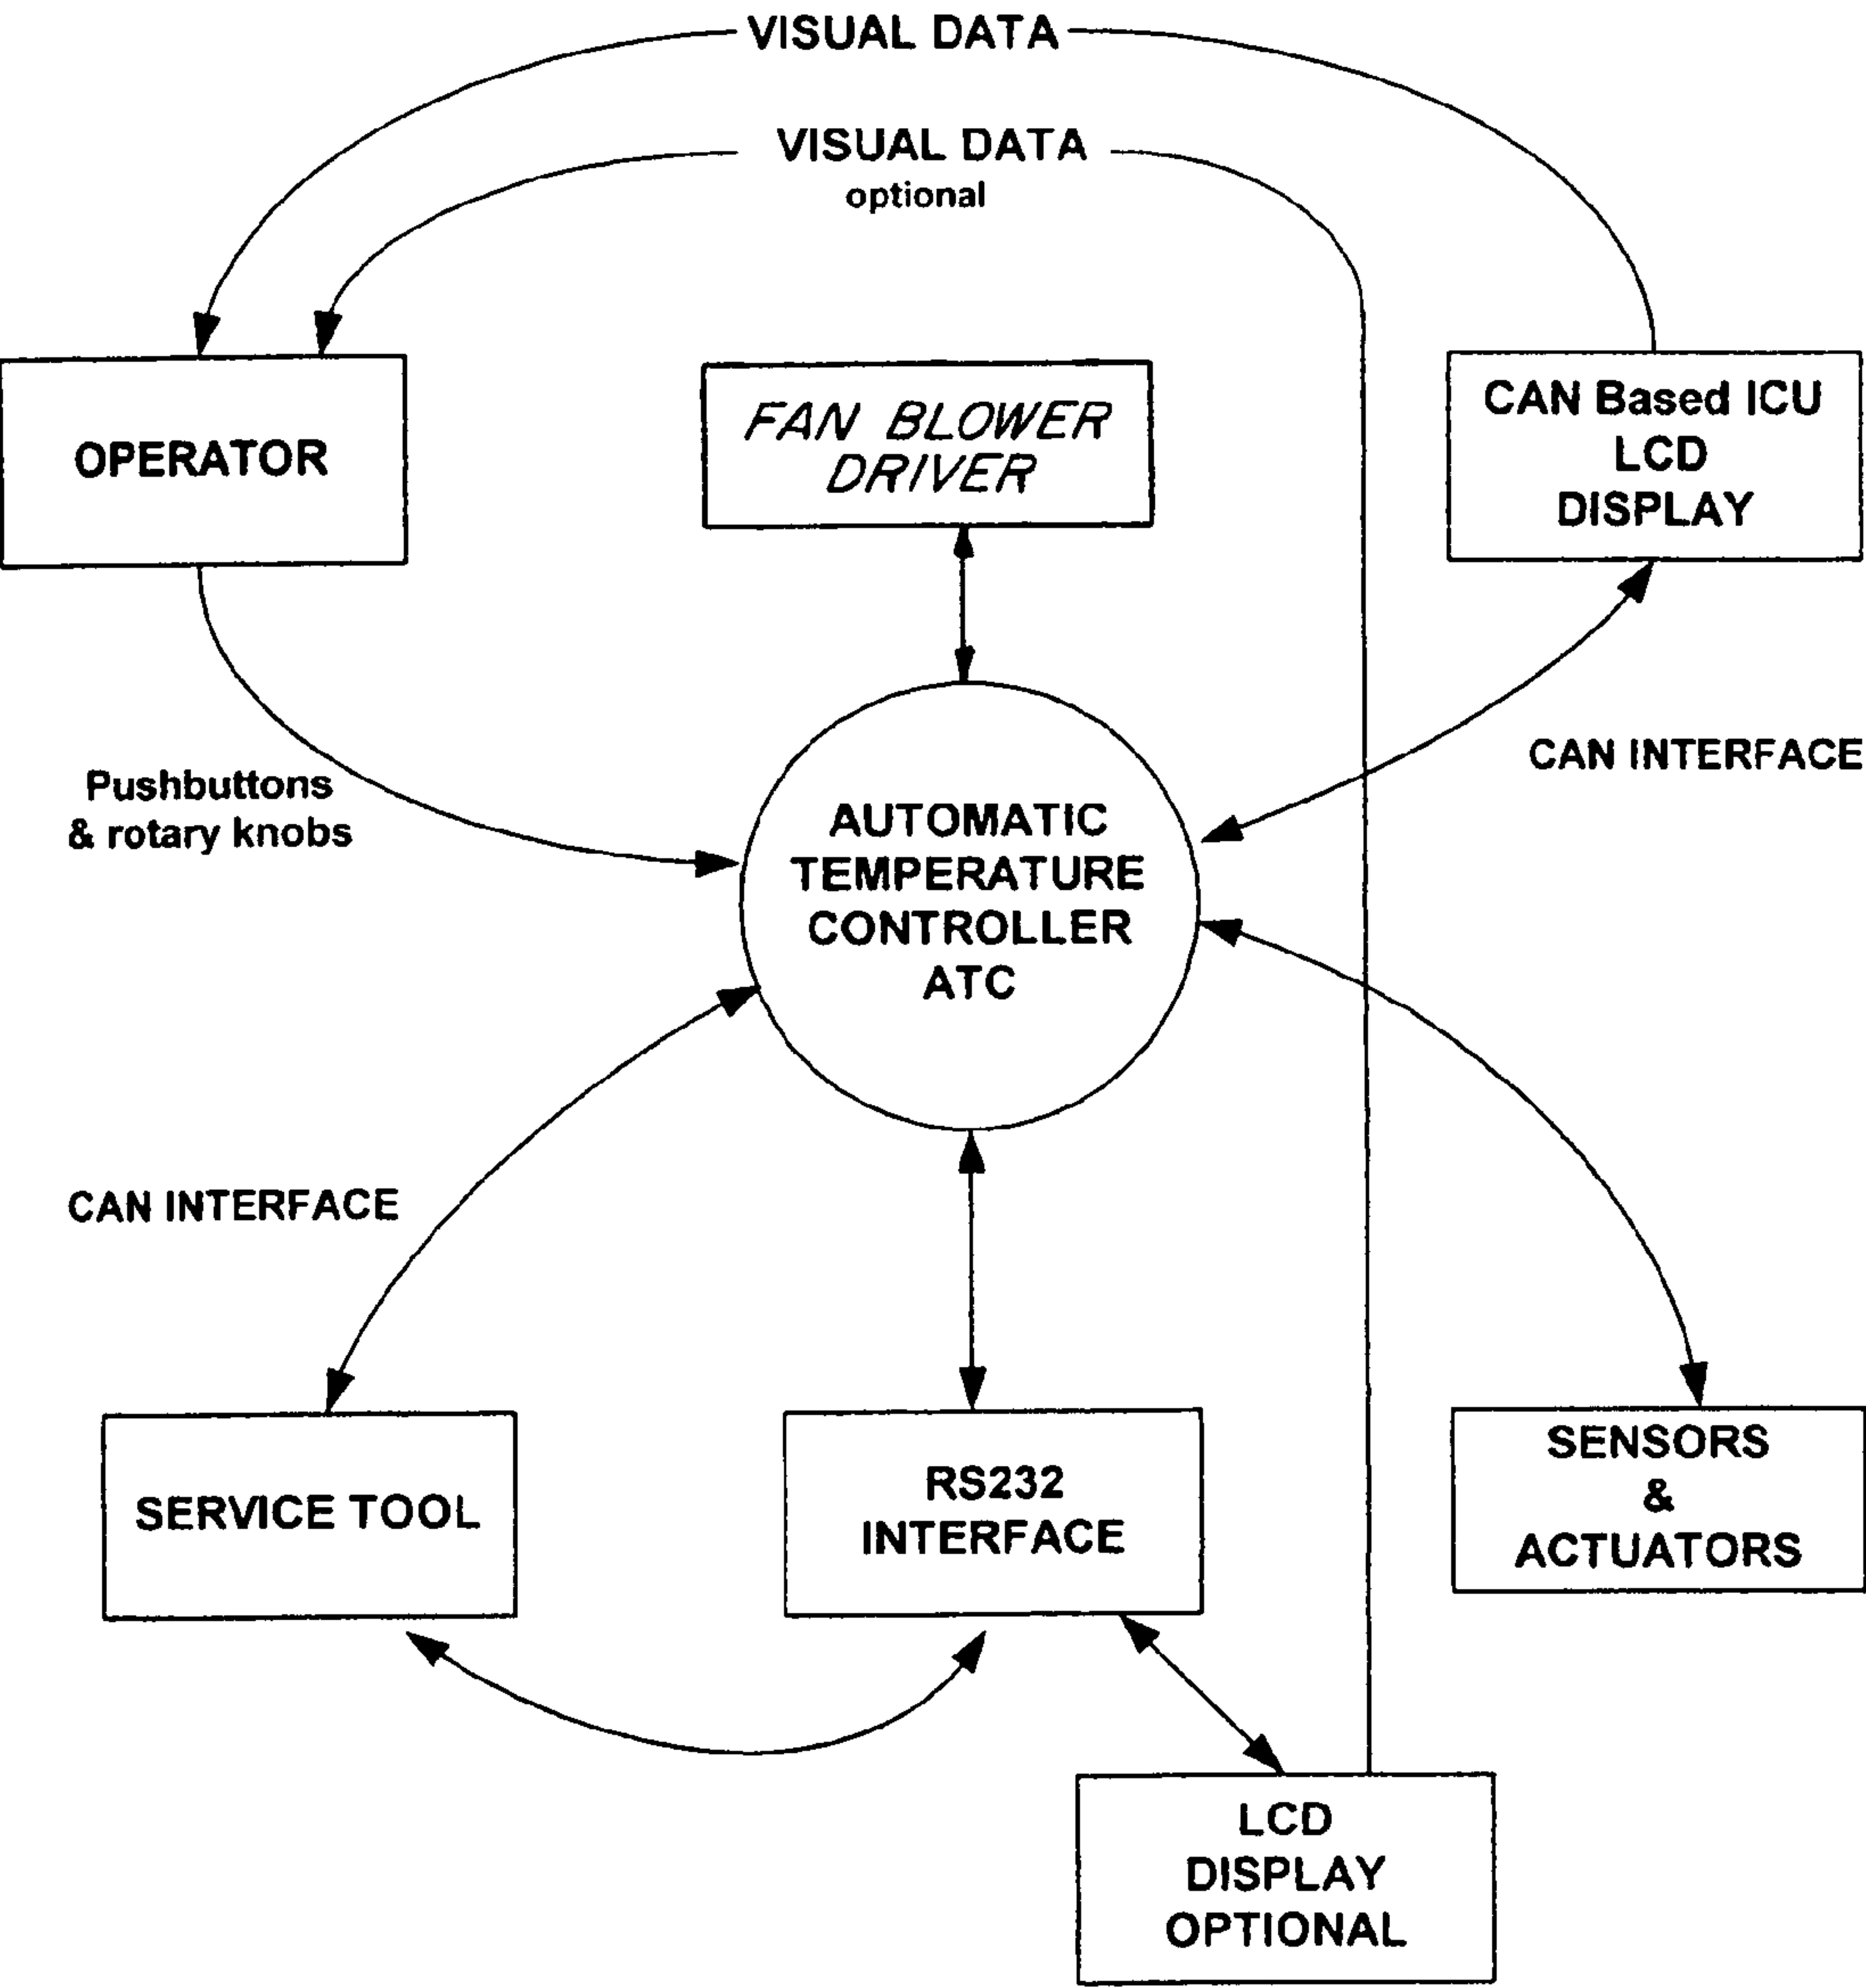 VISUAL DATA
VISUAL DATA
optional
OPERATOR
FAN BLOWER
DRIVER
CAN Based ICU
LCD
DISPLAY
Pushbuttons
& rotary knobs
CAN INTERFACE
AUTOMATIC
TEMPERATURE
CONTROLLER
ATC
CAN INTERFACE
SERVICE TOOL
RS232
INTERFACE
SENSORS
&
ACTUATORS
LCD
DISPLAY
OPTIONAL